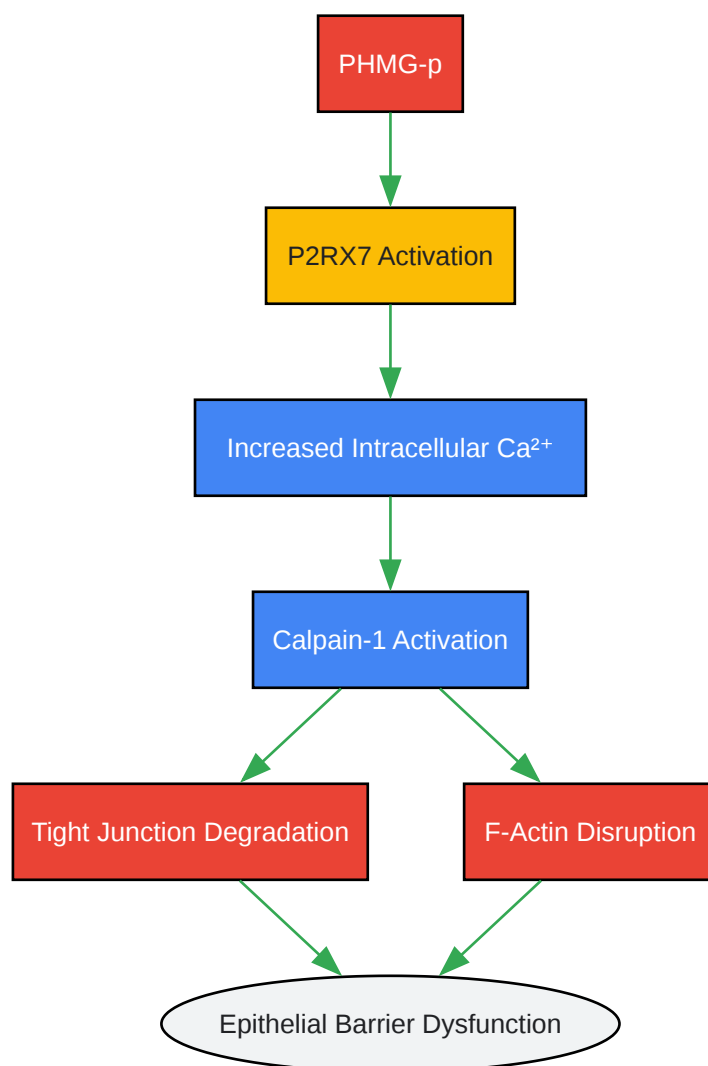 PHMG-p
P2RX7 Activation
Increased Intracellular Ca²⁺
Calpain-1 Activation
Tight Junction Degradation
F-Actin Disruption
Epithelial Barrier Dysfunction